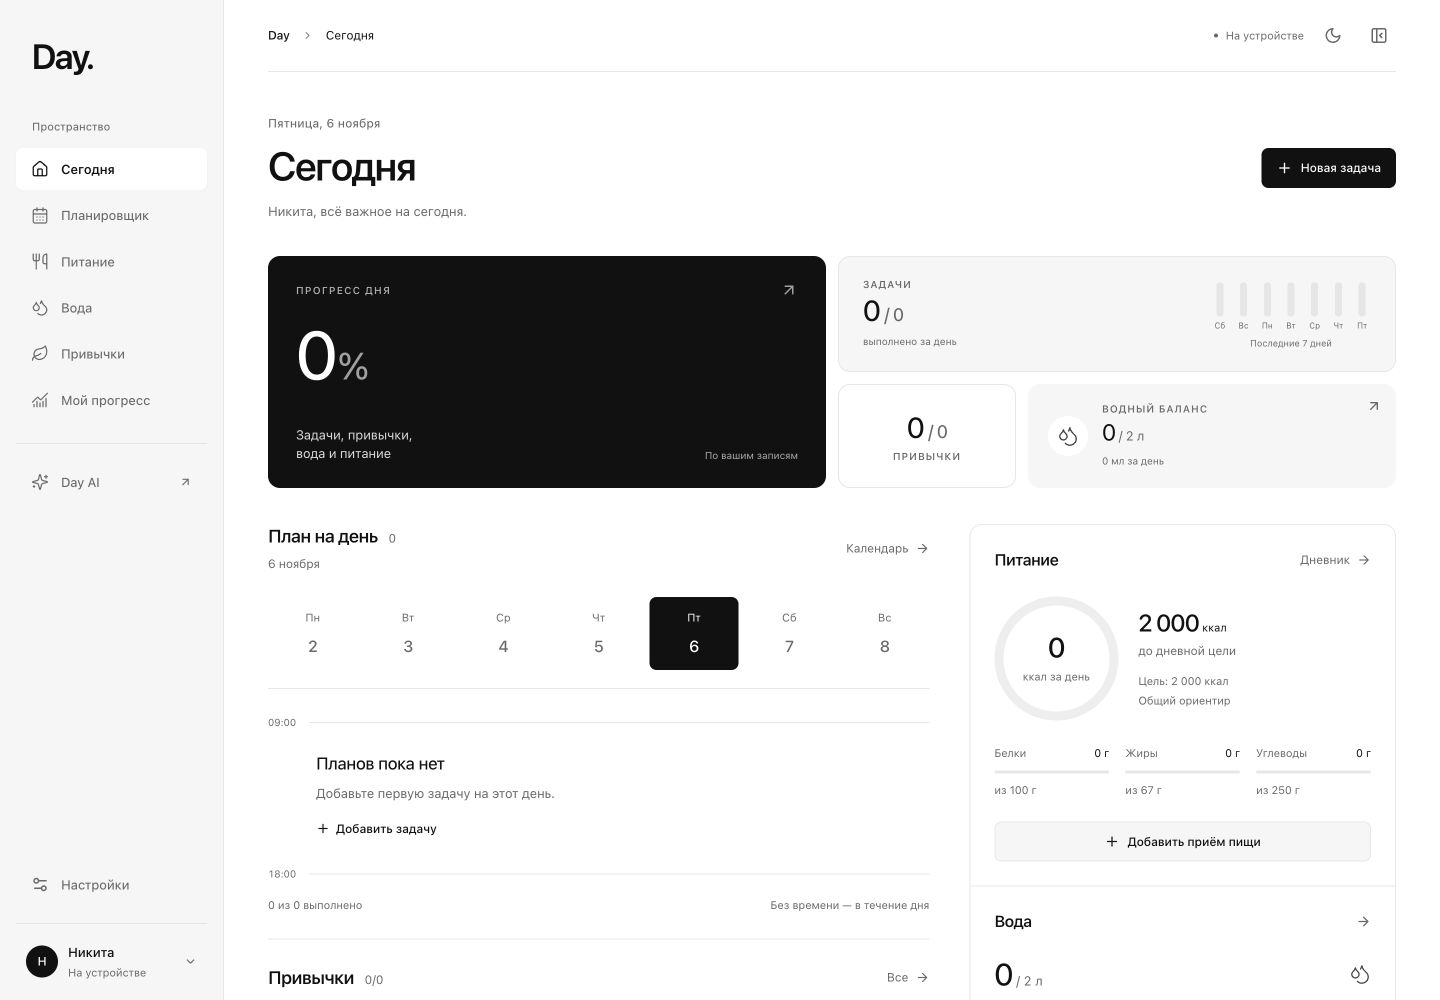 Day.
Пространство
Сегодня
Планировщик
Питание
Вода
Привычки
Мой прогресс
Day AI
Настройки
Н
Никита
На устройстве
Day
Сегодня
На устройстве
Пятница, 6 ноября
Сегодня
Никита, всё важное на сегодня.
Новая задача
ПРОГРЕСС ДНЯ
0%
Задачи, привычки,
вода и питание
По вашим записям
ЗАДАЧИ
0 / 0
выполнено за день
Сб Вс Пн Вт Ср Чт Пт
Последние 7 дней
0 / 0
ПРИВЫЧКИ
ВОДНЫЙ БАЛАНС
0 / 2 л
0 мл за день
План на день 0
6 ноября
Календарь
Пн Вт Ср Чт Пт Сб Вс
2 3 4 5 6 7 8
09:00
Планов пока нет
Добавьте первую задачу на этот день.
Добавить задачу
18:00
0 из 0 выполнено
Без времени — в течение дня
Привычки 0/0
Все
Питание
Дневник
0
ккал за день
2 000 ккал
до дневной цели
Цель: 2 000 ккал
Общий ориентир
Белки 0 г Жиры 0 г Углеводы 0 г
из 100 г из 67 г из 250 г
Добавить приём пищи
Вода
0 / 2 л